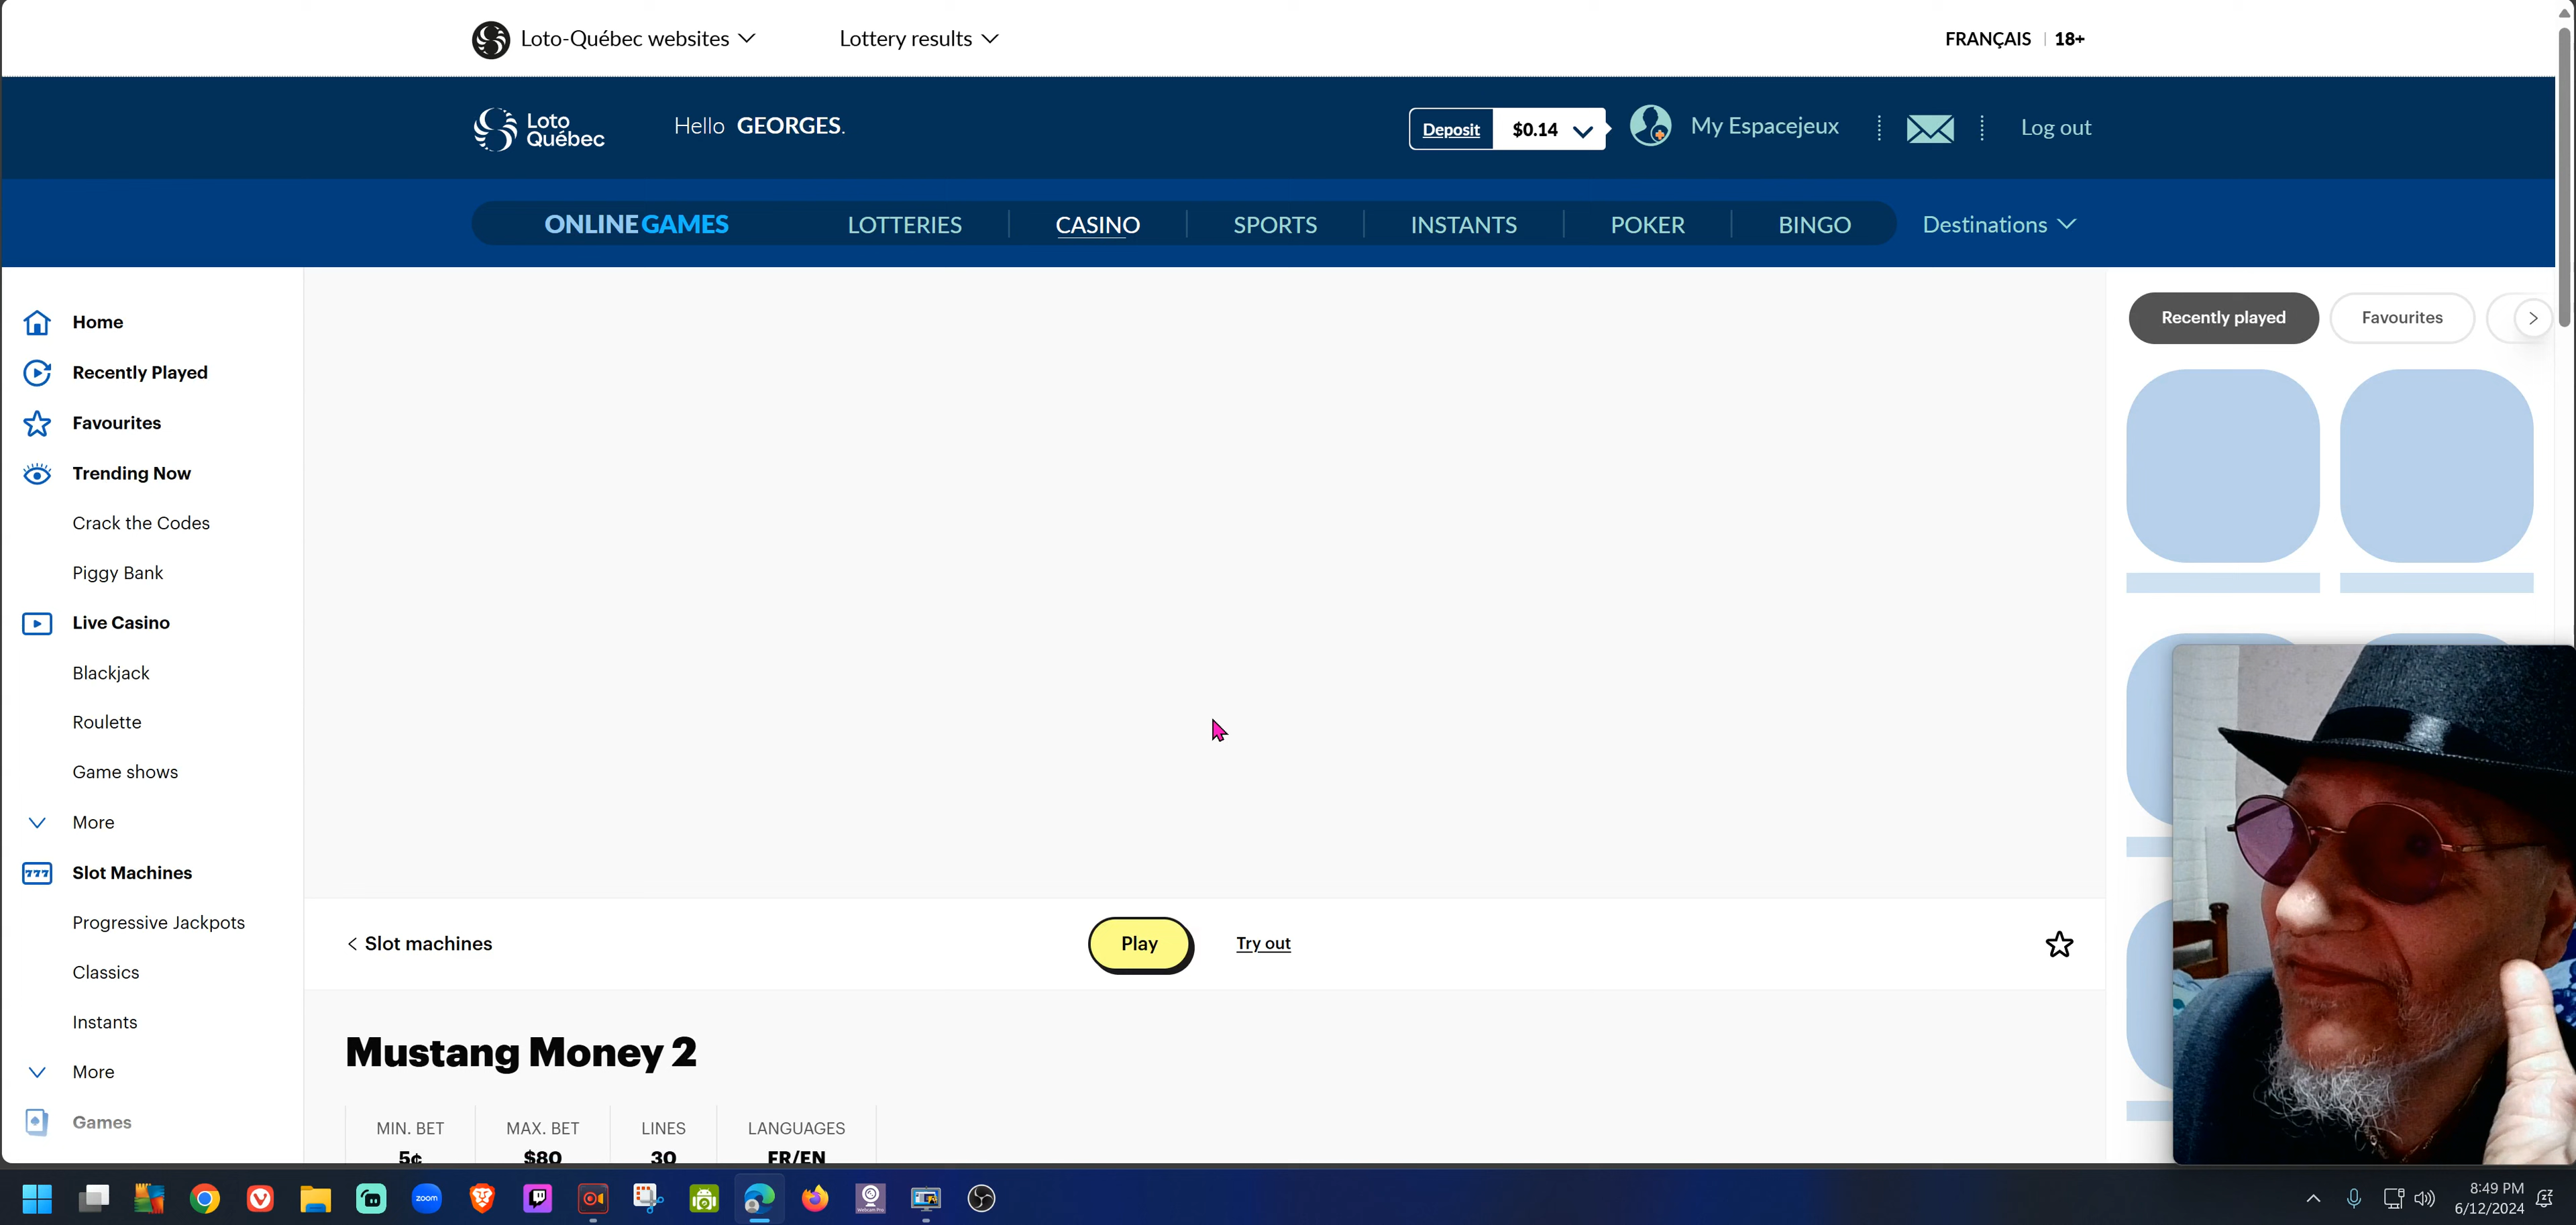 Loto-Québec websites Lottery results FRANÇAIS 18+
Loto
Québec
Hello GEORGES. Deposit $0.14 My Espacejeux Log out
ONLINEGAMES LOTTERIES CASINO SPORTS INSTANTS POKER BINGO Destinations
Home
Recently Played
Favourites
Trending Now
Crack the Codes
Piggy Bank
Live Casino
Blackjack
Roulette
Game shows
More
777 Slot Machines
Progressive Jackpots
Classics
Instants
More
Games
Recently played Favourites
< Slot machines Play Try out
Mustang Money 2
MIN. BET MAX. BET LINES LANGUAGES
5¢ $80 30 FR/EN
zoom
8:49 PM
6/12/2024